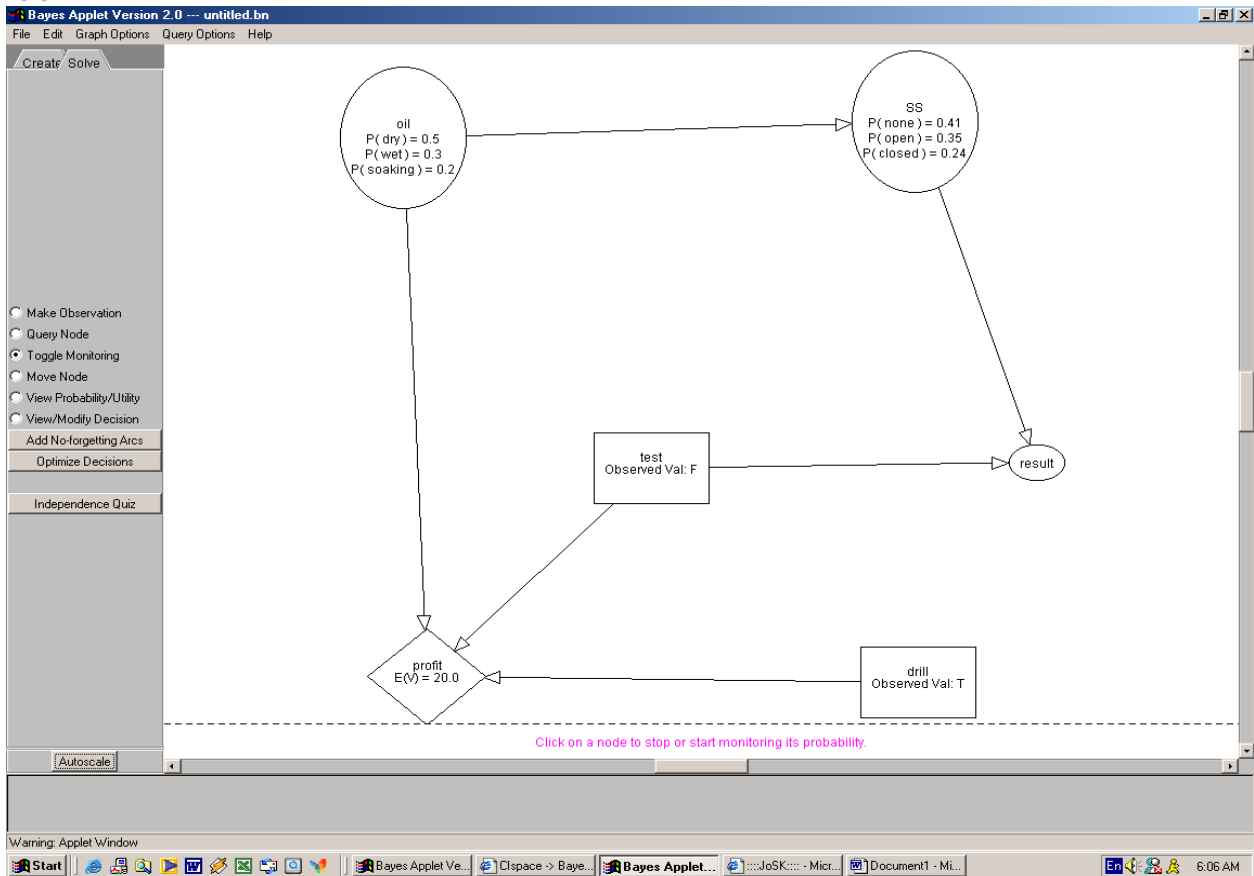 Bayes Applet Version 2.0 --- untitled.bn
File Edit Graph Options Query Options Help
Create Solve
oil
P( dry ) = 0.5
P( wet ) = 0.3
P( soaking ) = 0.2
SS
P( none ) = 0.41
P( open ) = 0.35
P( closed ) = 0.24
Make Observation
Query Node
Toggle Monitoring
Move Node
View Probability/Utility
View/Modify Decision
Add No-forgetting Arcs
Optimize Decisions
Independence Quiz
test
Observed Val: F
result
profit
E(V) = 20.0
drill
Observed Val: T
Click on a node to stop or start monitoring its probability.
Autoscale
Warning: Applet Window
Start Bayes Applet Ve... CIspace -> Baye... Bayes Applet... ::::JoSK:::: - Micr... Document1 - Mi... En 6:06 AM